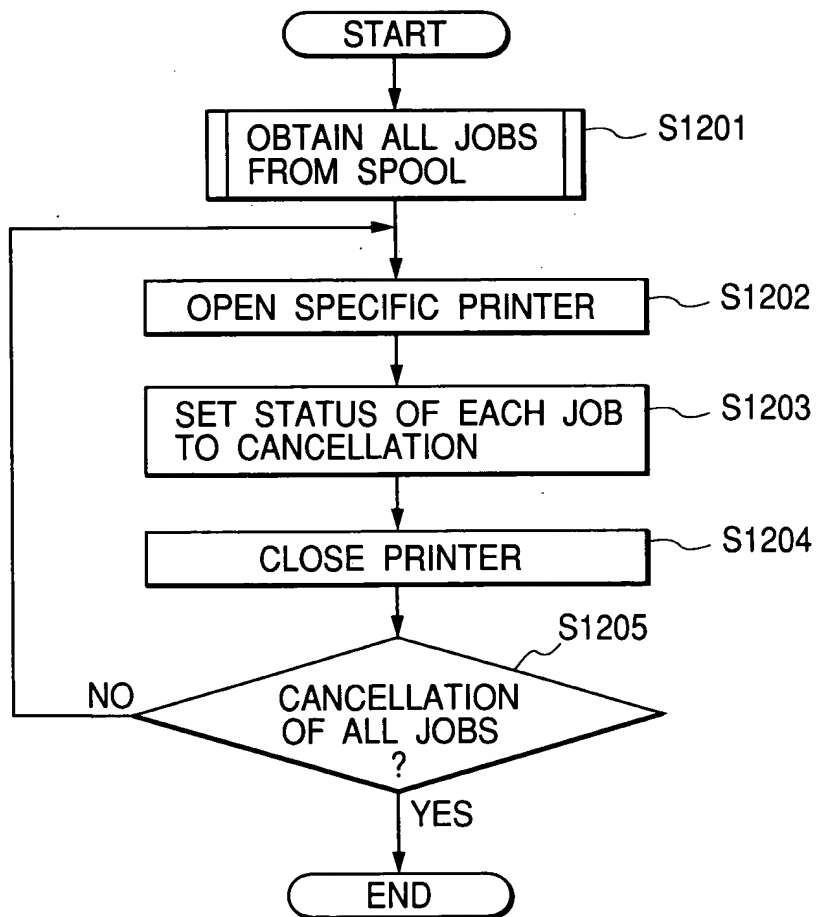 START
OBTAIN ALL JOBS
FROM SPOOL
S1201
OPEN SPECIFIC PRINTER
S1202
SET STATUS OF EACH JOB
TO CANCELLATION
S1203
CLOSE PRINTER
S1204
S1205
CANCELLATION
OF ALL JOBS
?
NO
YES
END